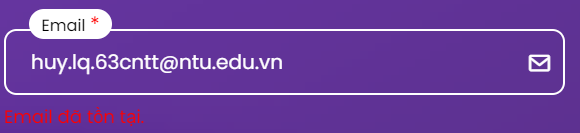 Email *
huy.lq.63cntt@ntu.edu.vn
Email đã tồn tại.